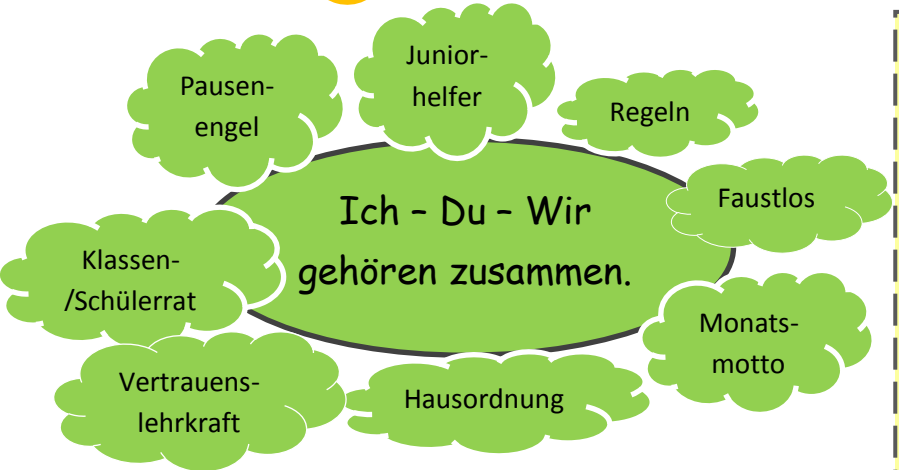 Junior-
helfer
Pausen-
engel
Regeln
Faustlos
Ich – Du – Wir
gehören zusammen.
Klassen-
/Schülerrat
Monats-
motto
Vertrauens-
lehrkraft
Hausordnung